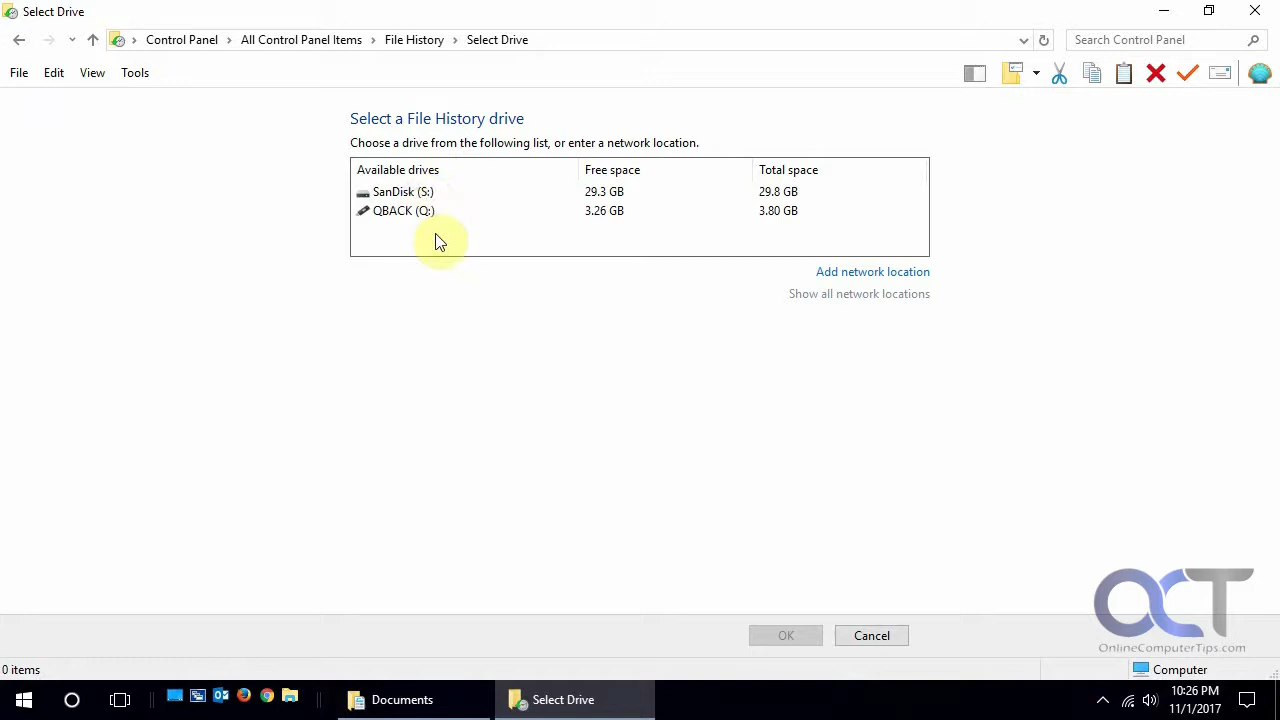 Select Drive
Control Panel > All Control Panel Items > File History > Select Drive
Search Control Panel
File Edit View Tools
Select a File History drive
Choose a drive from the following list, or enter a network location.
Available drives Free space Total space
SanDisk (S:) 29.3 GB 29.8 GB
QBACK (Q:) 3.26 GB 3.80 GB
Add network location
Show all network locations
OCT
OnlineComputerTips.com
OK Cancel
0 items Computer
Documents Select Drive
10:26 PM
11/1/2017